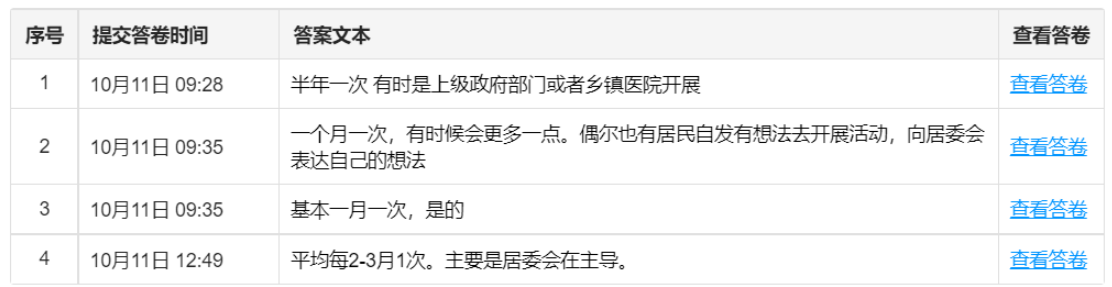 序号 提交答卷时间 答案文本 查看答卷
1 10月11日 09:28 半年一次 有时是上级政府部门或者乡镇医院开展 查看答卷
2 10月11日 09:35 一个月一次，有时候会更多一点。偶尔也有居民自发有想法去开展活动，向居委会 查看答卷
表达自己的想法
3 10月11日 09:35 基本一月一次，是的 查看答卷
4 10月11日 12:49 平均每2-3月1次。主要是居委会在主导。 查看答卷